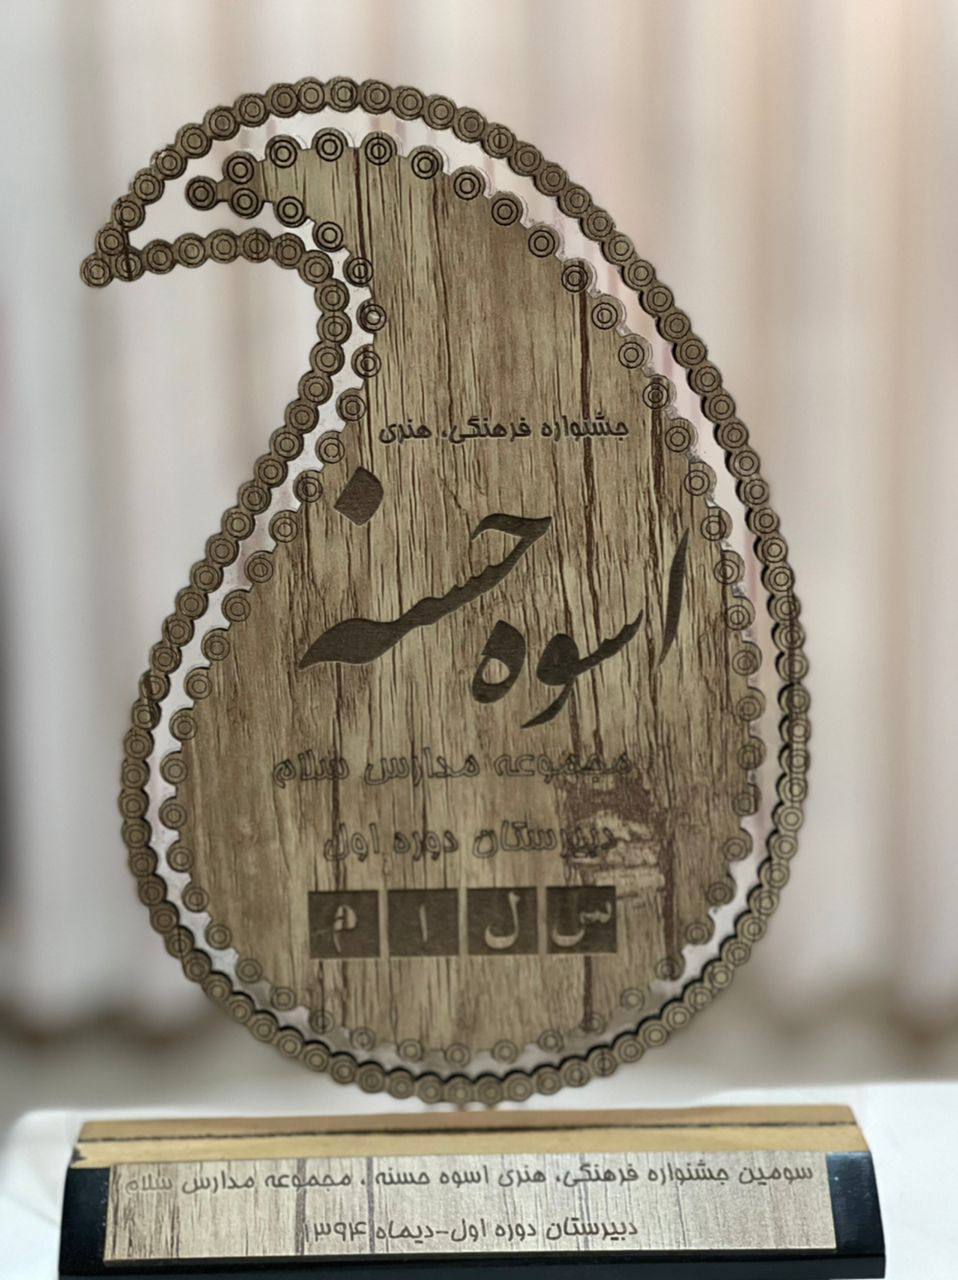 جشنواره فرهنگی، هنری
اسوه حسنه
مجموعه مدارس سلام
دبیرستان دوره اول
س ل ا م
سومین جشنواره فرهنگی، هنری اسوه حسنه ، مجموعه مدارس سلام
دبیرستان دوره اول-دیماه ۱۳۹۴